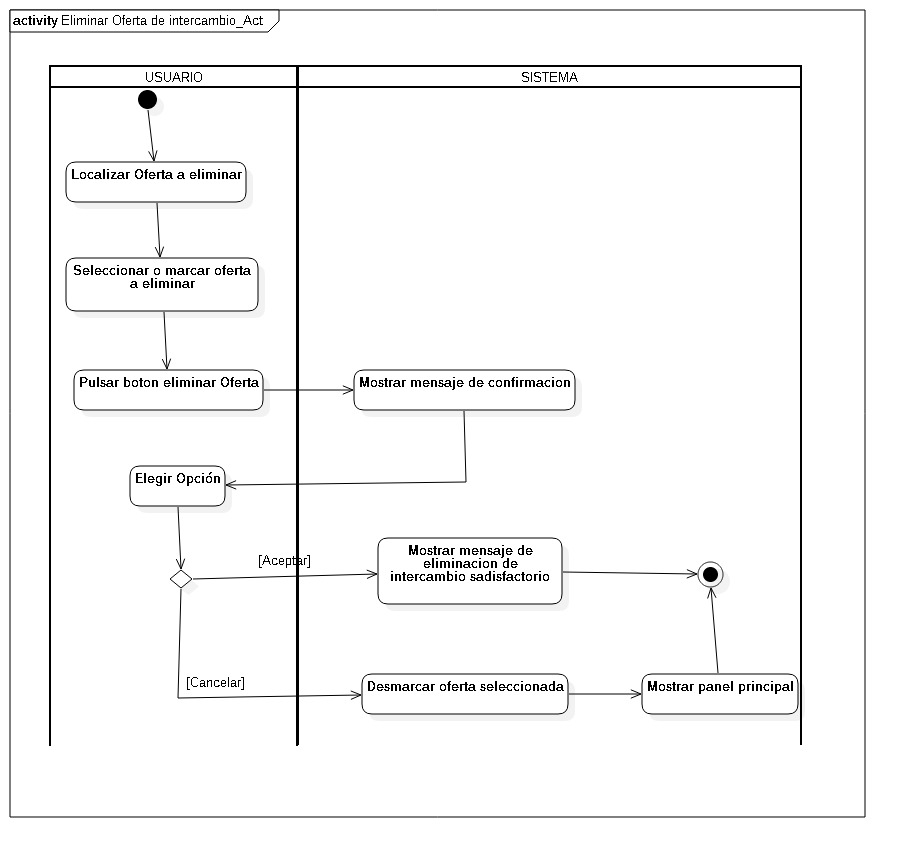 activity Eliminar Oferta de intercambio_Act
USUARIO
SISTEMA
Localizar Oferta a eliminar
Seleccionar o marcar oferta
a eliminar
Pulsar boton eliminar Oferta
Mostrar mensaje de confirmacion
Elegir Opción
[Aceptar]
Mostrar mensaje de
eliminacion de
intercambio sadisfactorio
[Cancelar]
Desmarcar oferta seleccionada
Mostrar panel principal